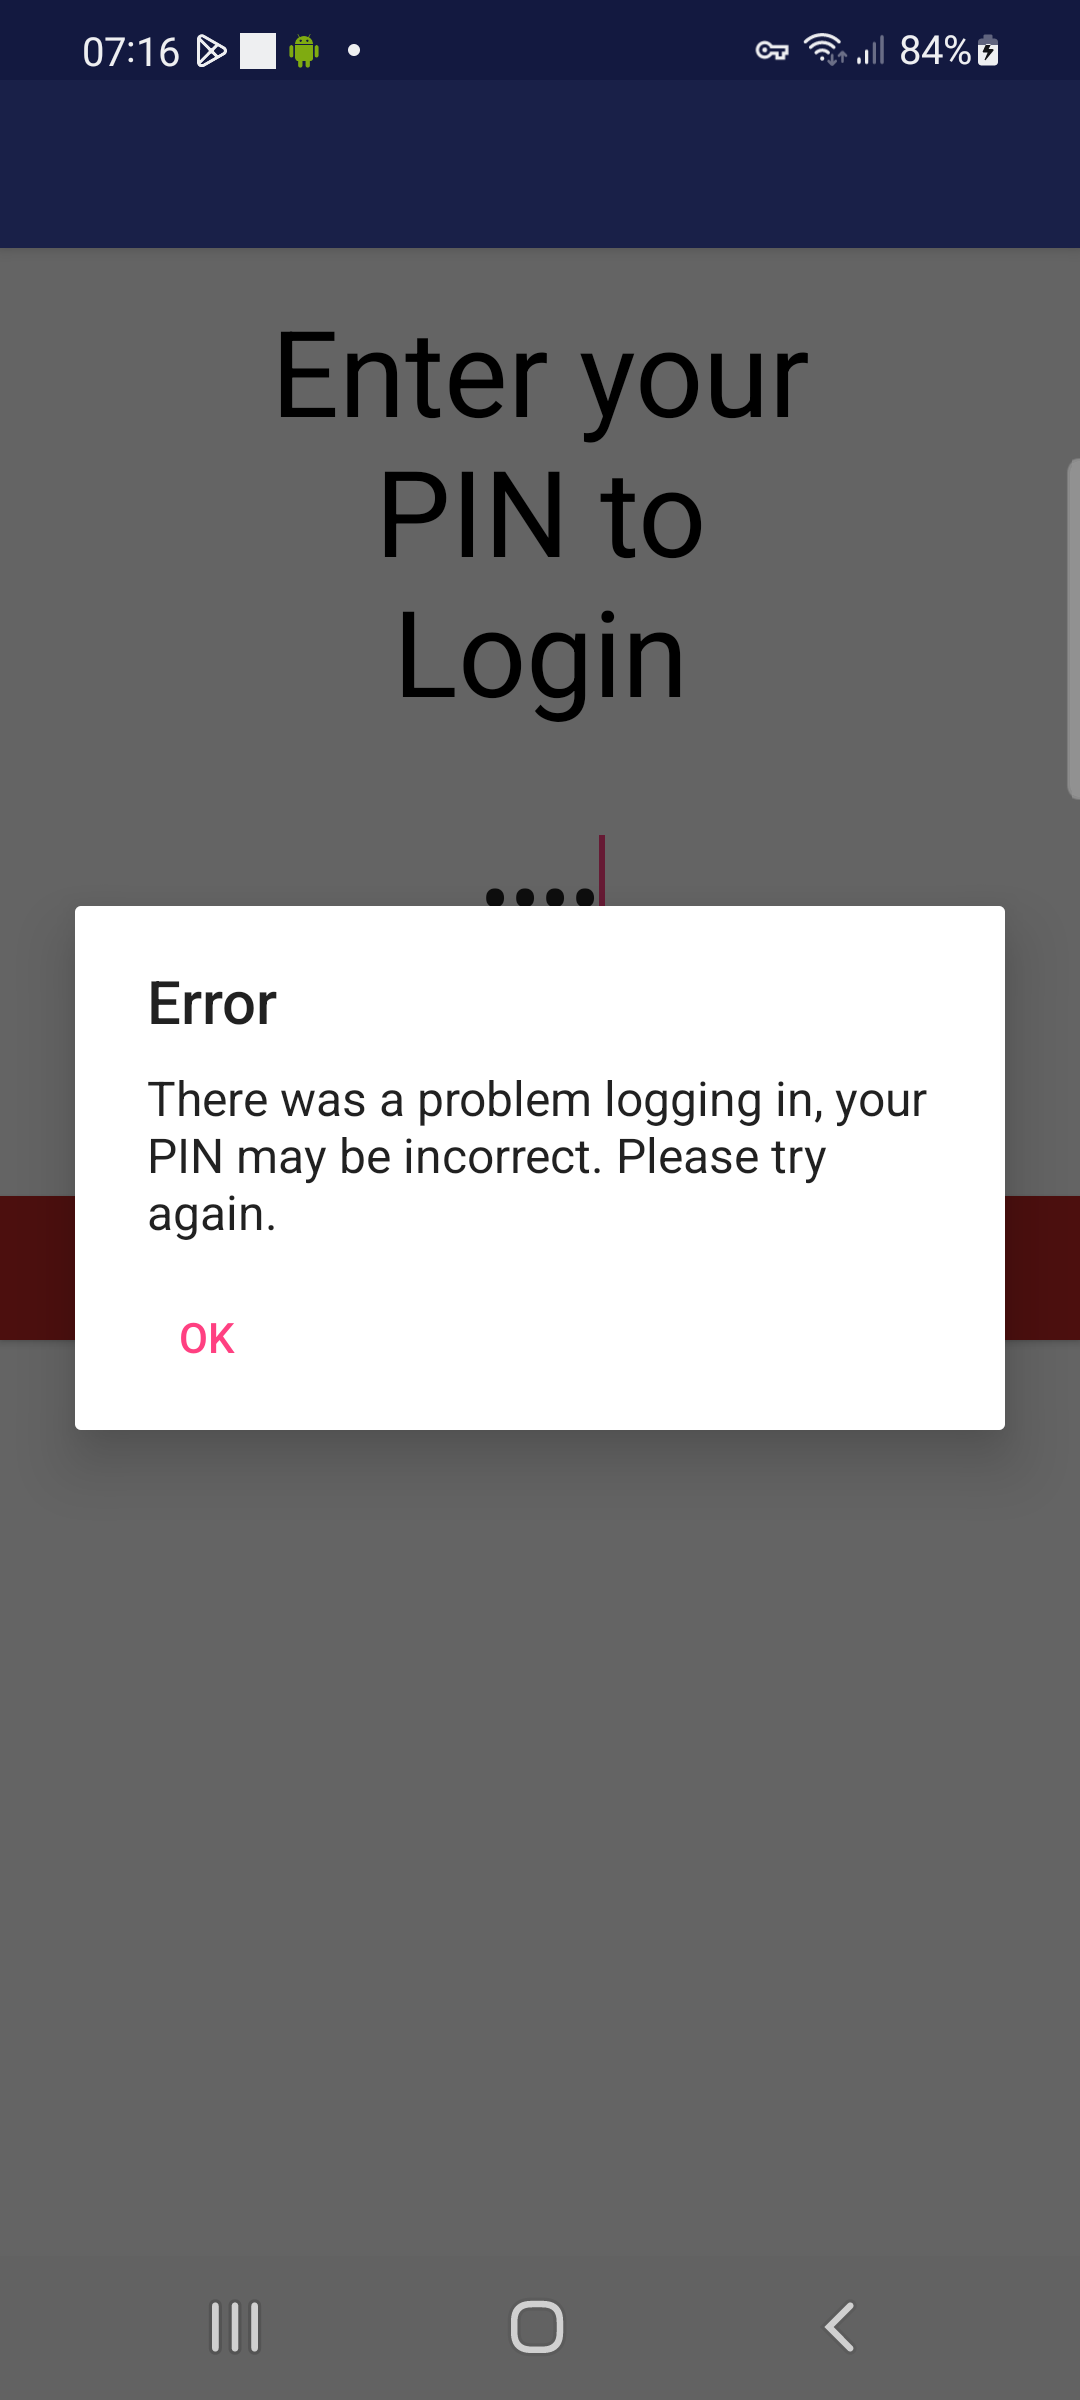 07:16
84%
Enter your
PIN to
Login
••••
Error
There was a problem logging in, your
PIN may be incorrect. Please try
again.
OK